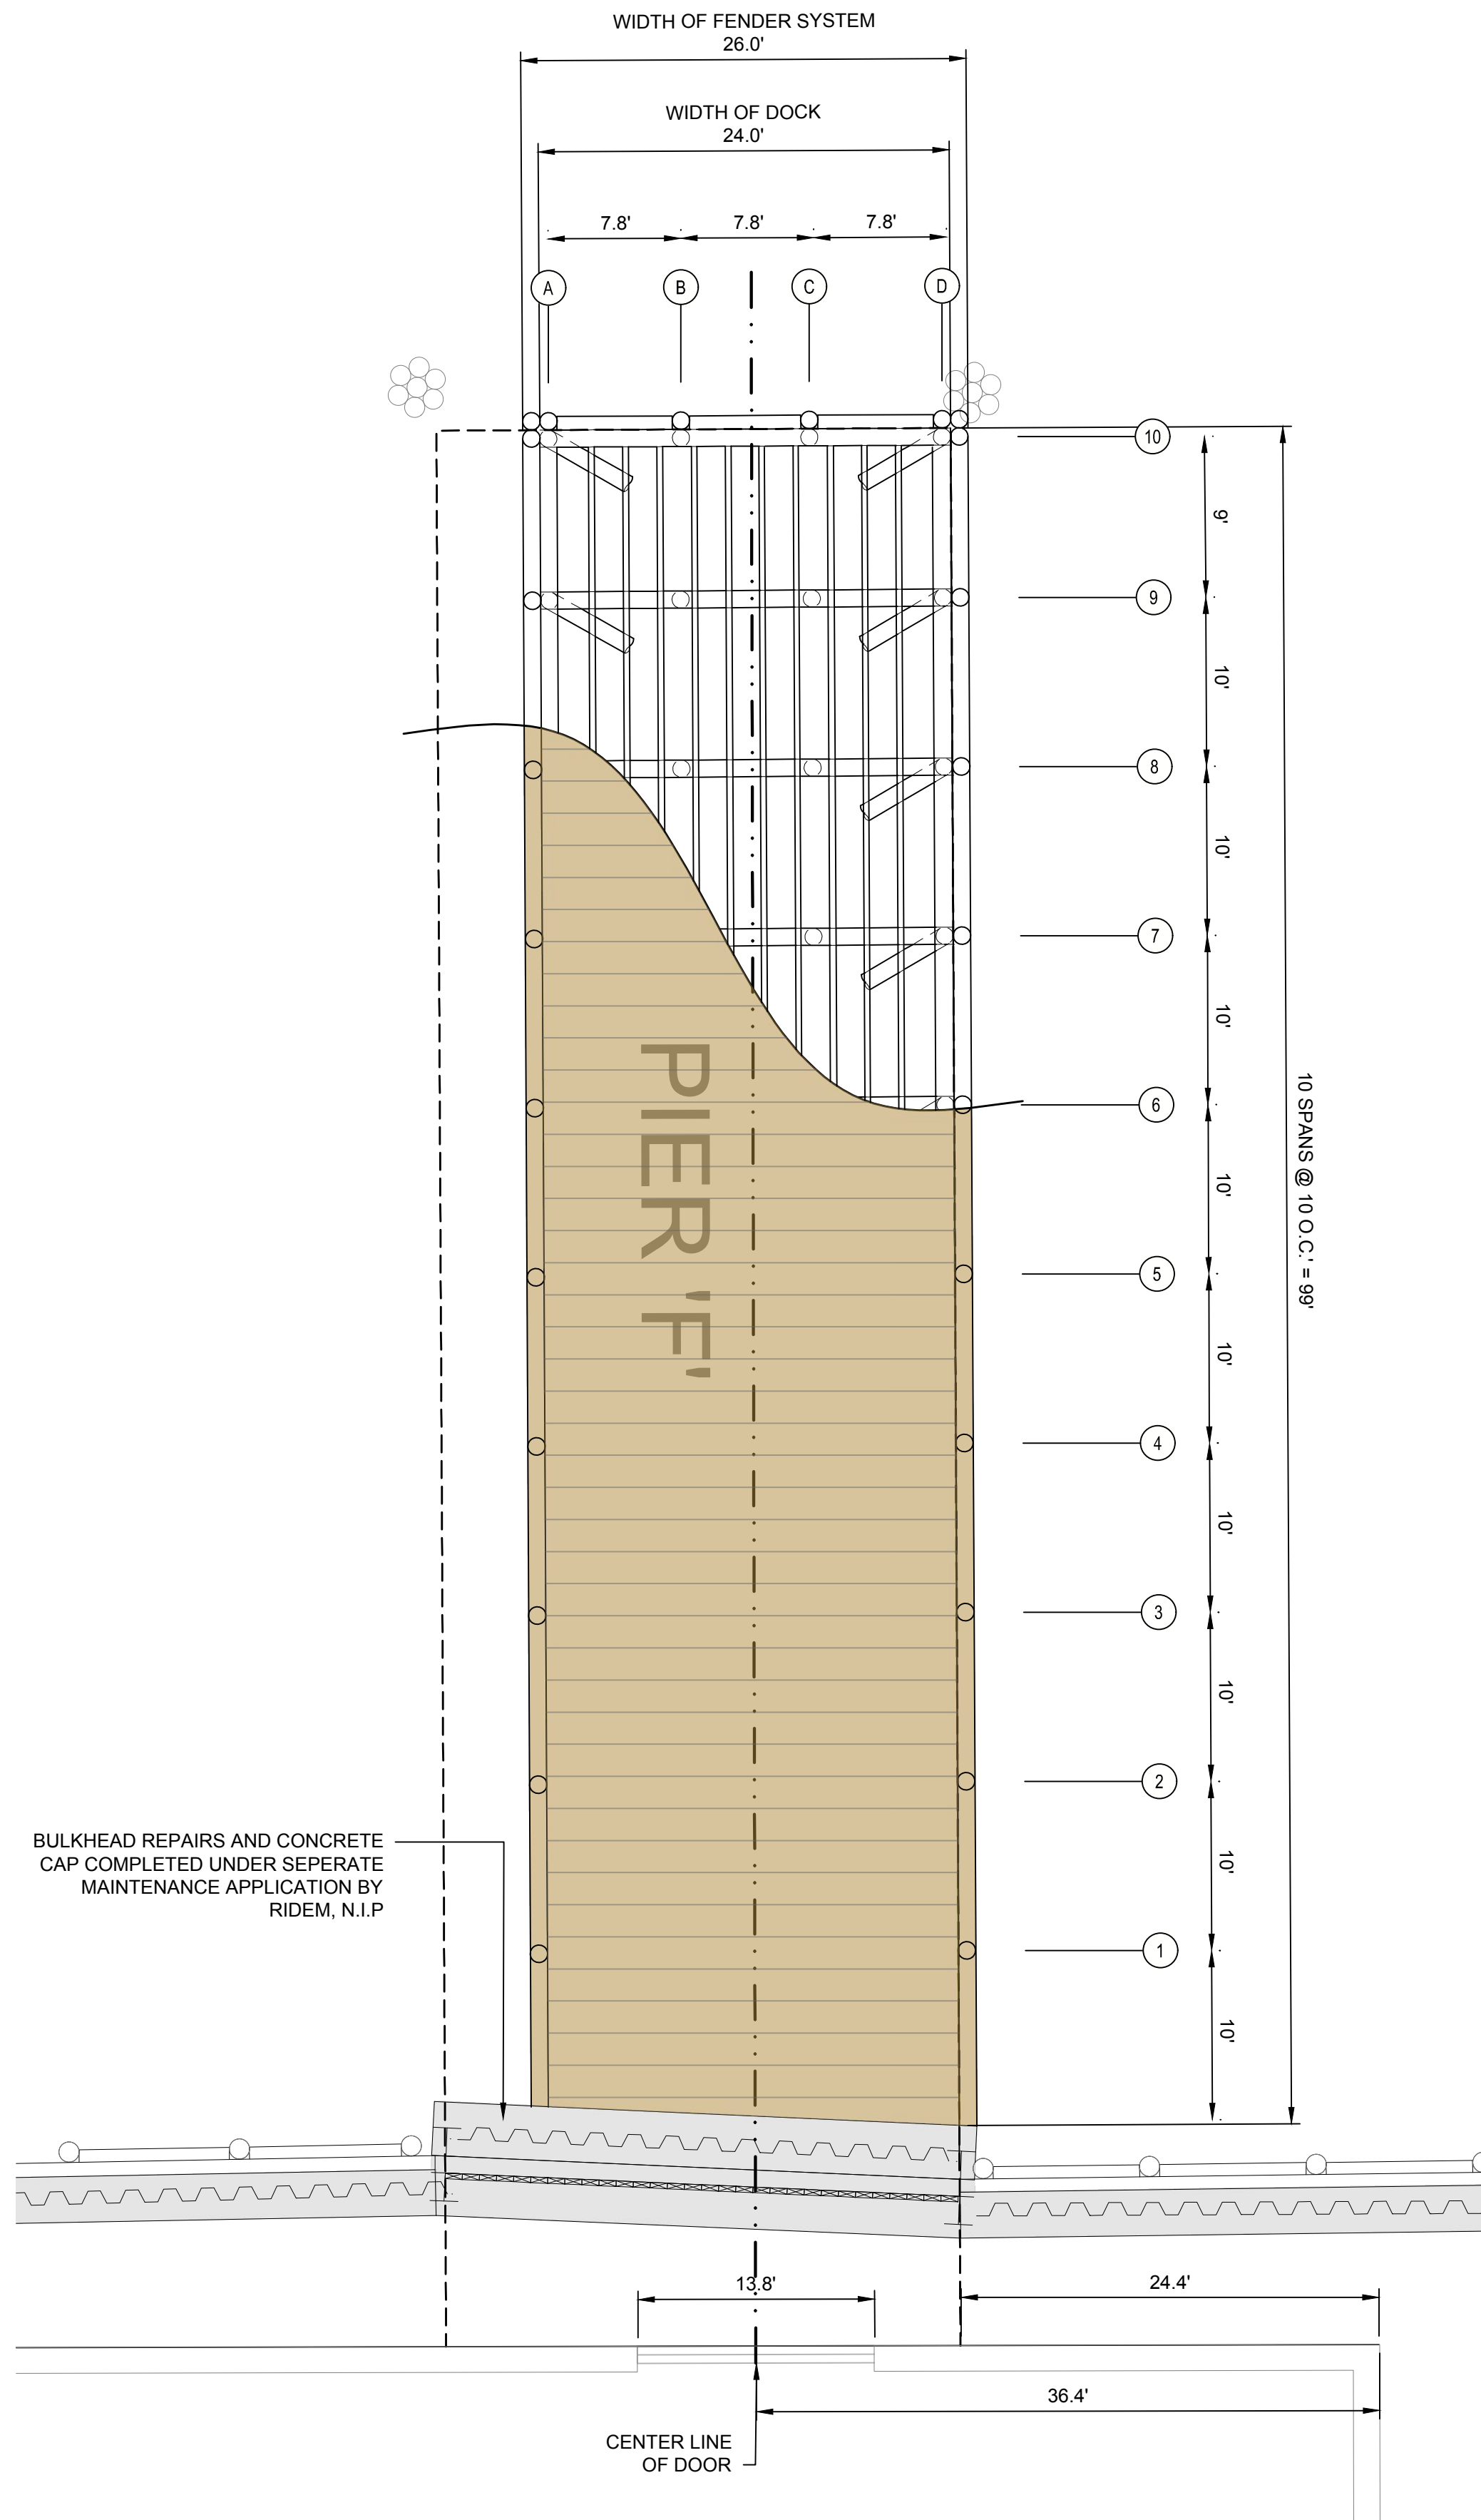 WIDTH OF FENDER SYSTEM
26.0'
WIDTH OF DOCK
24.0'
7.8'
7.8'
7.8'
A
B
C
D
10
9'
9
10'
8
10'
7
10'
6
10'
5
10'
4
10'
3
10'
2
10'
1
10'
10 SPANS @ 10 O.C.' = 99'
PIER 'F'
BULKHEAD REPAIRS AND CONCRETE
CAP COMPLETED UNDER SEPERATE
MAINTENANCE APPLICATION BY
RIDEM, N.I.P
13.8'
24.4'
36.4'
CENTER LINE
OF DOOR